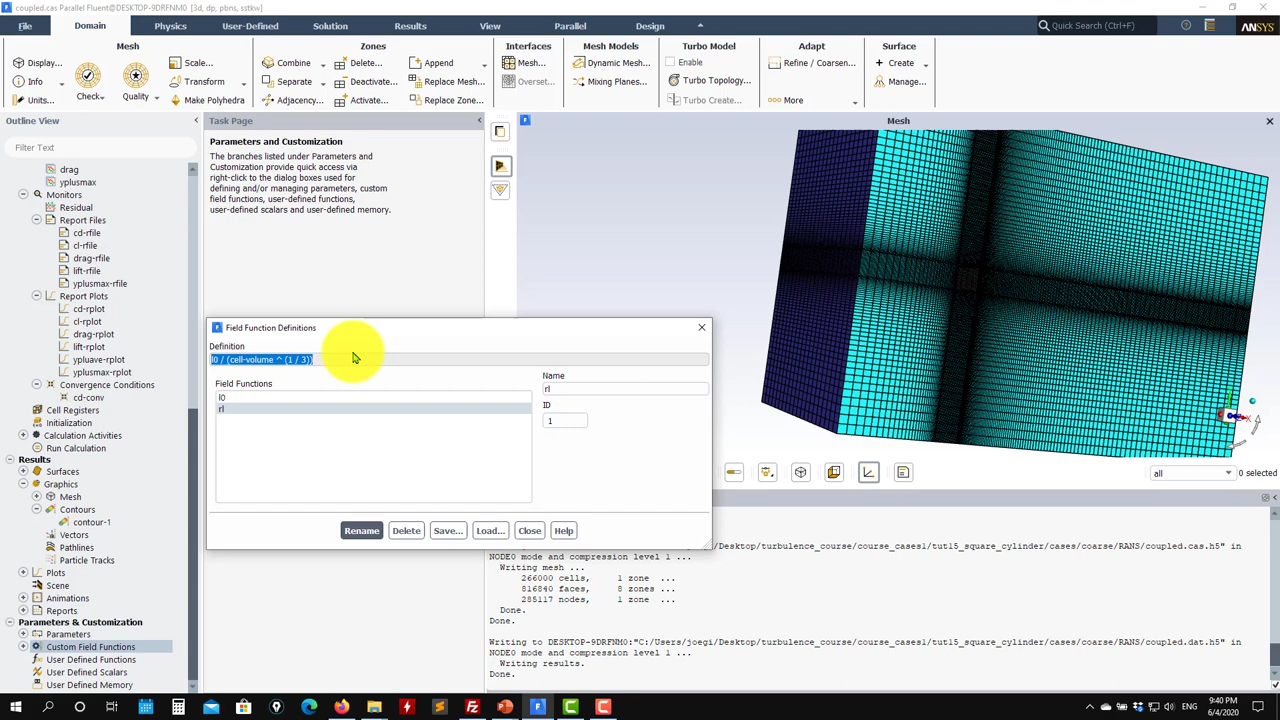 coupled.cas Parallel Fluent@DESKTOP-9DRFNM0 [3d, dp, pbns, sstkw]
File
Domain
Physics
User-Defined
Solution
Results
View
Parallel
Design
Quick Search (Ctrl+F)
ANSYS
Mesh
Zones
Interfaces
Mesh Models
Turbo Model
Adapt
Surface
Display...
Info
Units...
Check
Quality
Scale...
Transform
Make Polyhedra
Combine
Separate
Adjacency...
Delete...
Deactivate...
Activate...
Append
Replace Mesh...
Replace Zone...
Mesh...
Overset...
Dynamic Mesh...
Mixing Planes...
Enable
Turbo Topology...
Turbo Create...
Refine / Coarsen...
More
Create
Manage...
Outline View
Filter Text
drag
yplusmax
Monitors
Residual
Report Files
cd-rfile
cl-rfile
drag-rfile
lift-rfile
yplusmax-rfile
Report Plots
cd-rplot
cl-rplot
drag-rplot
lift-rplot
ypluave-rplot
yplusmax-rplot
Convergence Conditions
cd-conv
Cell Registers
Initialization
Calculation Activities
Run Calculation
Results
Surfaces
Graphics
Mesh
Contours
contour-1
Vectors
Pathlines
Particle Tracks
Plots
Scene
Animations
Reports
Parameters & Customization
Parameters
Custom Field Functions
User Defined Functions
User Defined Scalars
User Defined Memory
Task Page
Parameters and Customization
The branches listed under Parameters and
Customization provide quick access via
right-click to the dialog boxes used for
defining and/or managing parameters, custom
field functions, user-defined functions,
user-defined scalars and user-defined memory.
Mesh
Field Function Definitions
Definition
l0 / (cell-volume ^ (1 / 3))
Field Functions
l0
rl
Name
rl
ID
1
Rename
Delete
Save...
Load...
Close
Help
all
0 selected
/Desktop/turbulence_course/course_cases1/tut15_square_cylinder/cases/coarse/RANS/coupled.cas.h5" in
NODE0 mode and compression level 1 ...
Writing mesh ...
266000 cells, 1 zone ...
816840 faces, 8 zones ...
285117 nodes, 1 zone ...
Done.
Done.
Writing to DESKTOP-9DRFNM0:"C:/Users/joegi/Desktop/turbulence_course/course_cases1/tut15_square_cylinder/cases/coarse/RANS/coupled.dat.h5" in
NODE0 mode and compression level 1 ...
Writing results.
Done.
9:40 PM
6/4/2020